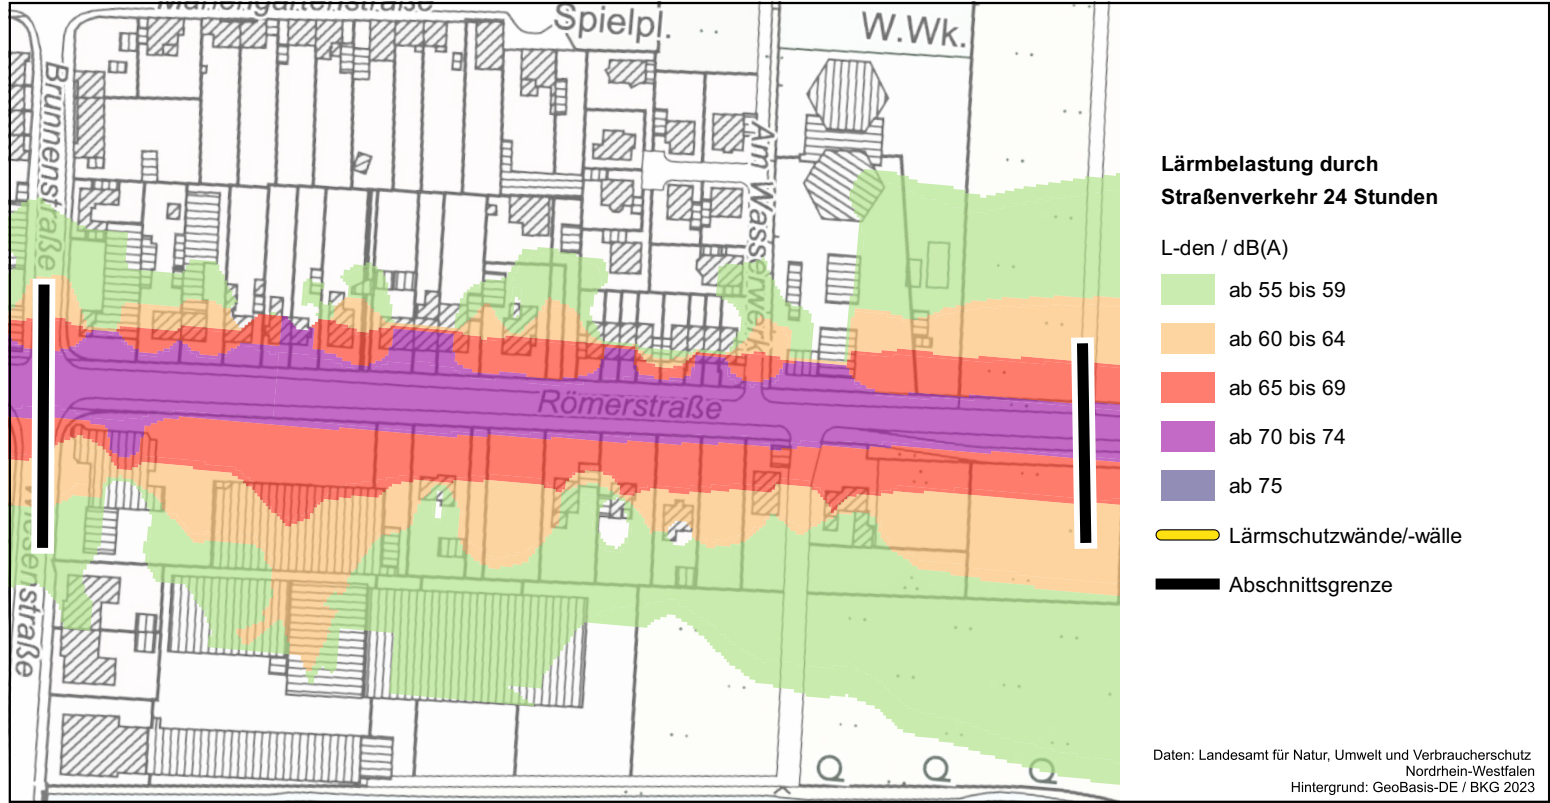 Mariengartenstraße
Spielpl.
W.Wk.
Brunnenstraße
Am Wasserwerk
Römerstraße
Wiesenstraße
Lärmbelastung durch
Straßenverkehr 24 Stunden
L-den / dB(A)
ab 55 bis 59
ab 60 bis 64
ab 65 bis 69
ab 70 bis 74
ab 75
Lärmschutzwände/-wälle
Abschnittsgrenze
Daten: Landesamt für Natur, Umwelt und Verbraucherschutz
Nordrhein-Westfalen
Hintergrund: GeoBasis-DE / BKG 2023